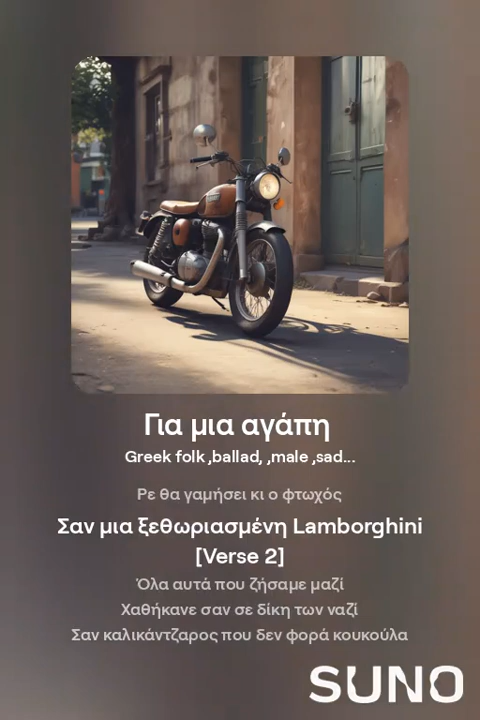 Για μια αγάπη
Greek folk ,ballad, ,male ,sad...
Ρε θα γαμήσει κι ο φτωχός
Σαν μια ξεθωριασμένη Lamborghini
[Verse 2]
Όλα αυτά που ζήσαμε μαζί
Χαθήκανε σαν σε δίκη των ναζί
Σαν καλικάντζαρος που δεν φορά κουκούλα
SUNO